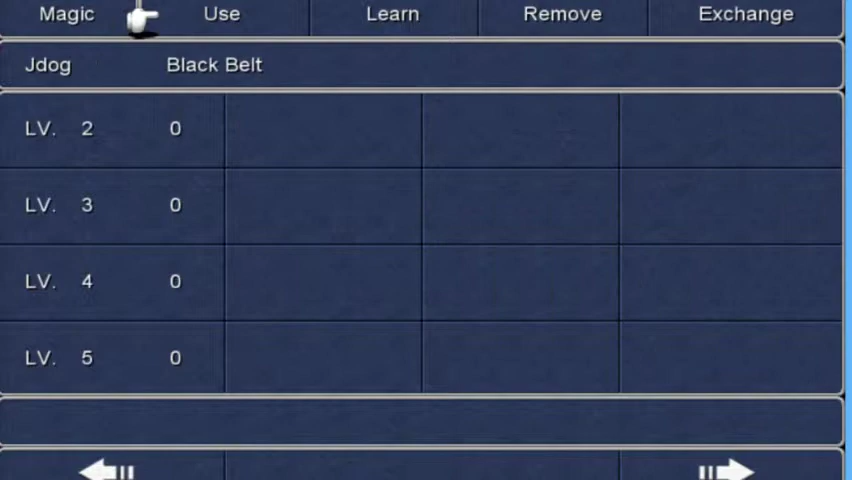 Magic Use Learn Remove Exchange
Jdog Black Belt
LV. 2 0
LV. 3 0
LV. 4 0
LV. 5 0